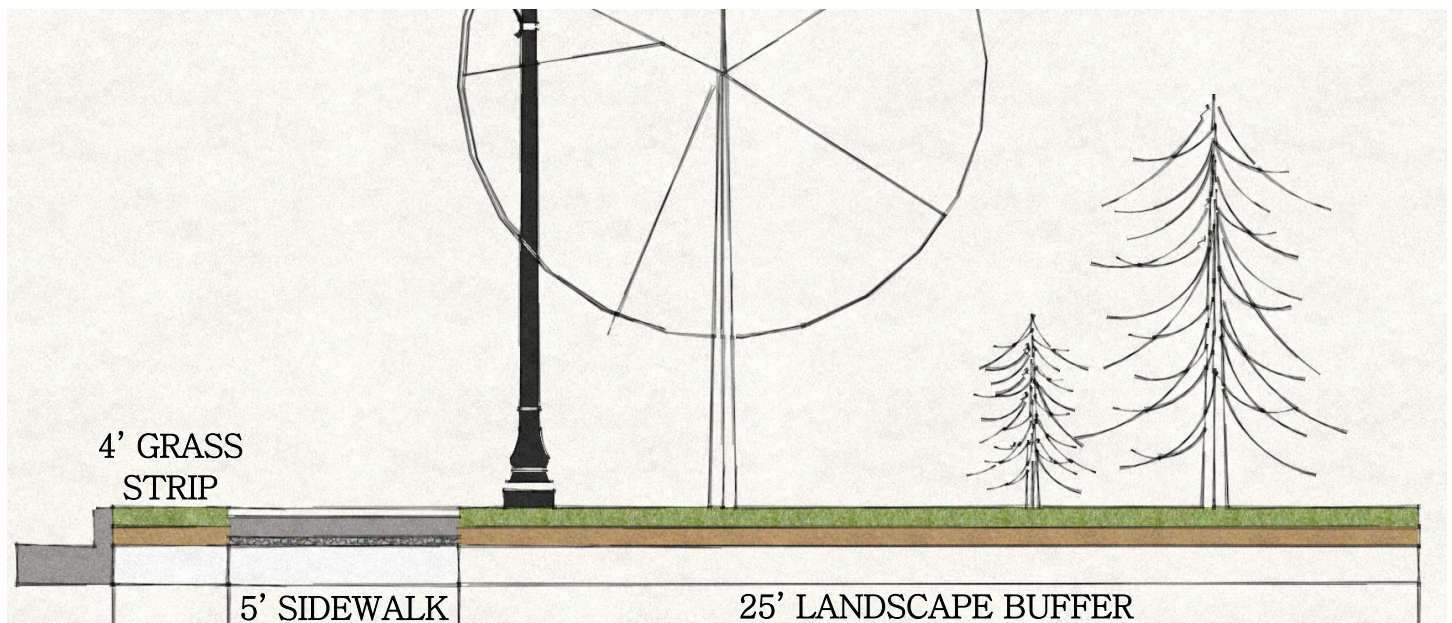 4’ GRASS
STRIP
5’ SIDEWALK
25’ LANDSCAPE BUFFER